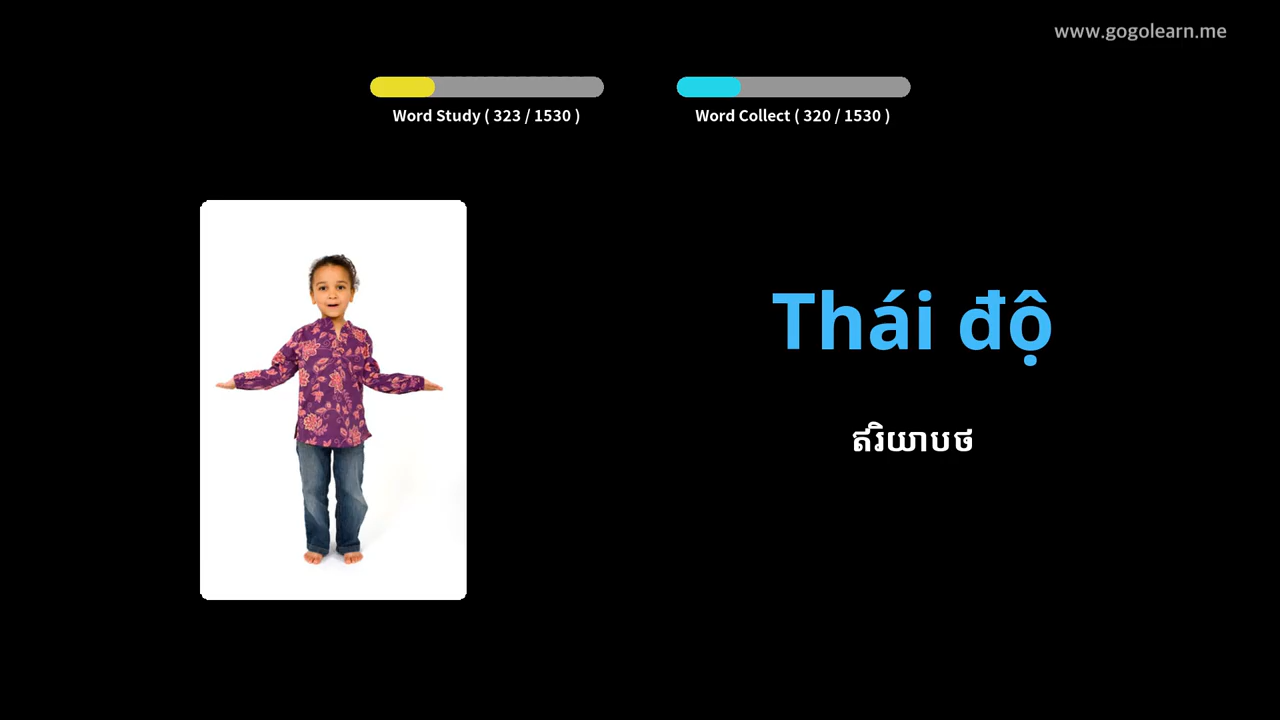 www.gogolearn.me
Word Study ( 323 / 1530 )
Word Collect ( 320 / 1530 )
Thái độ
ឥរិយាបថ